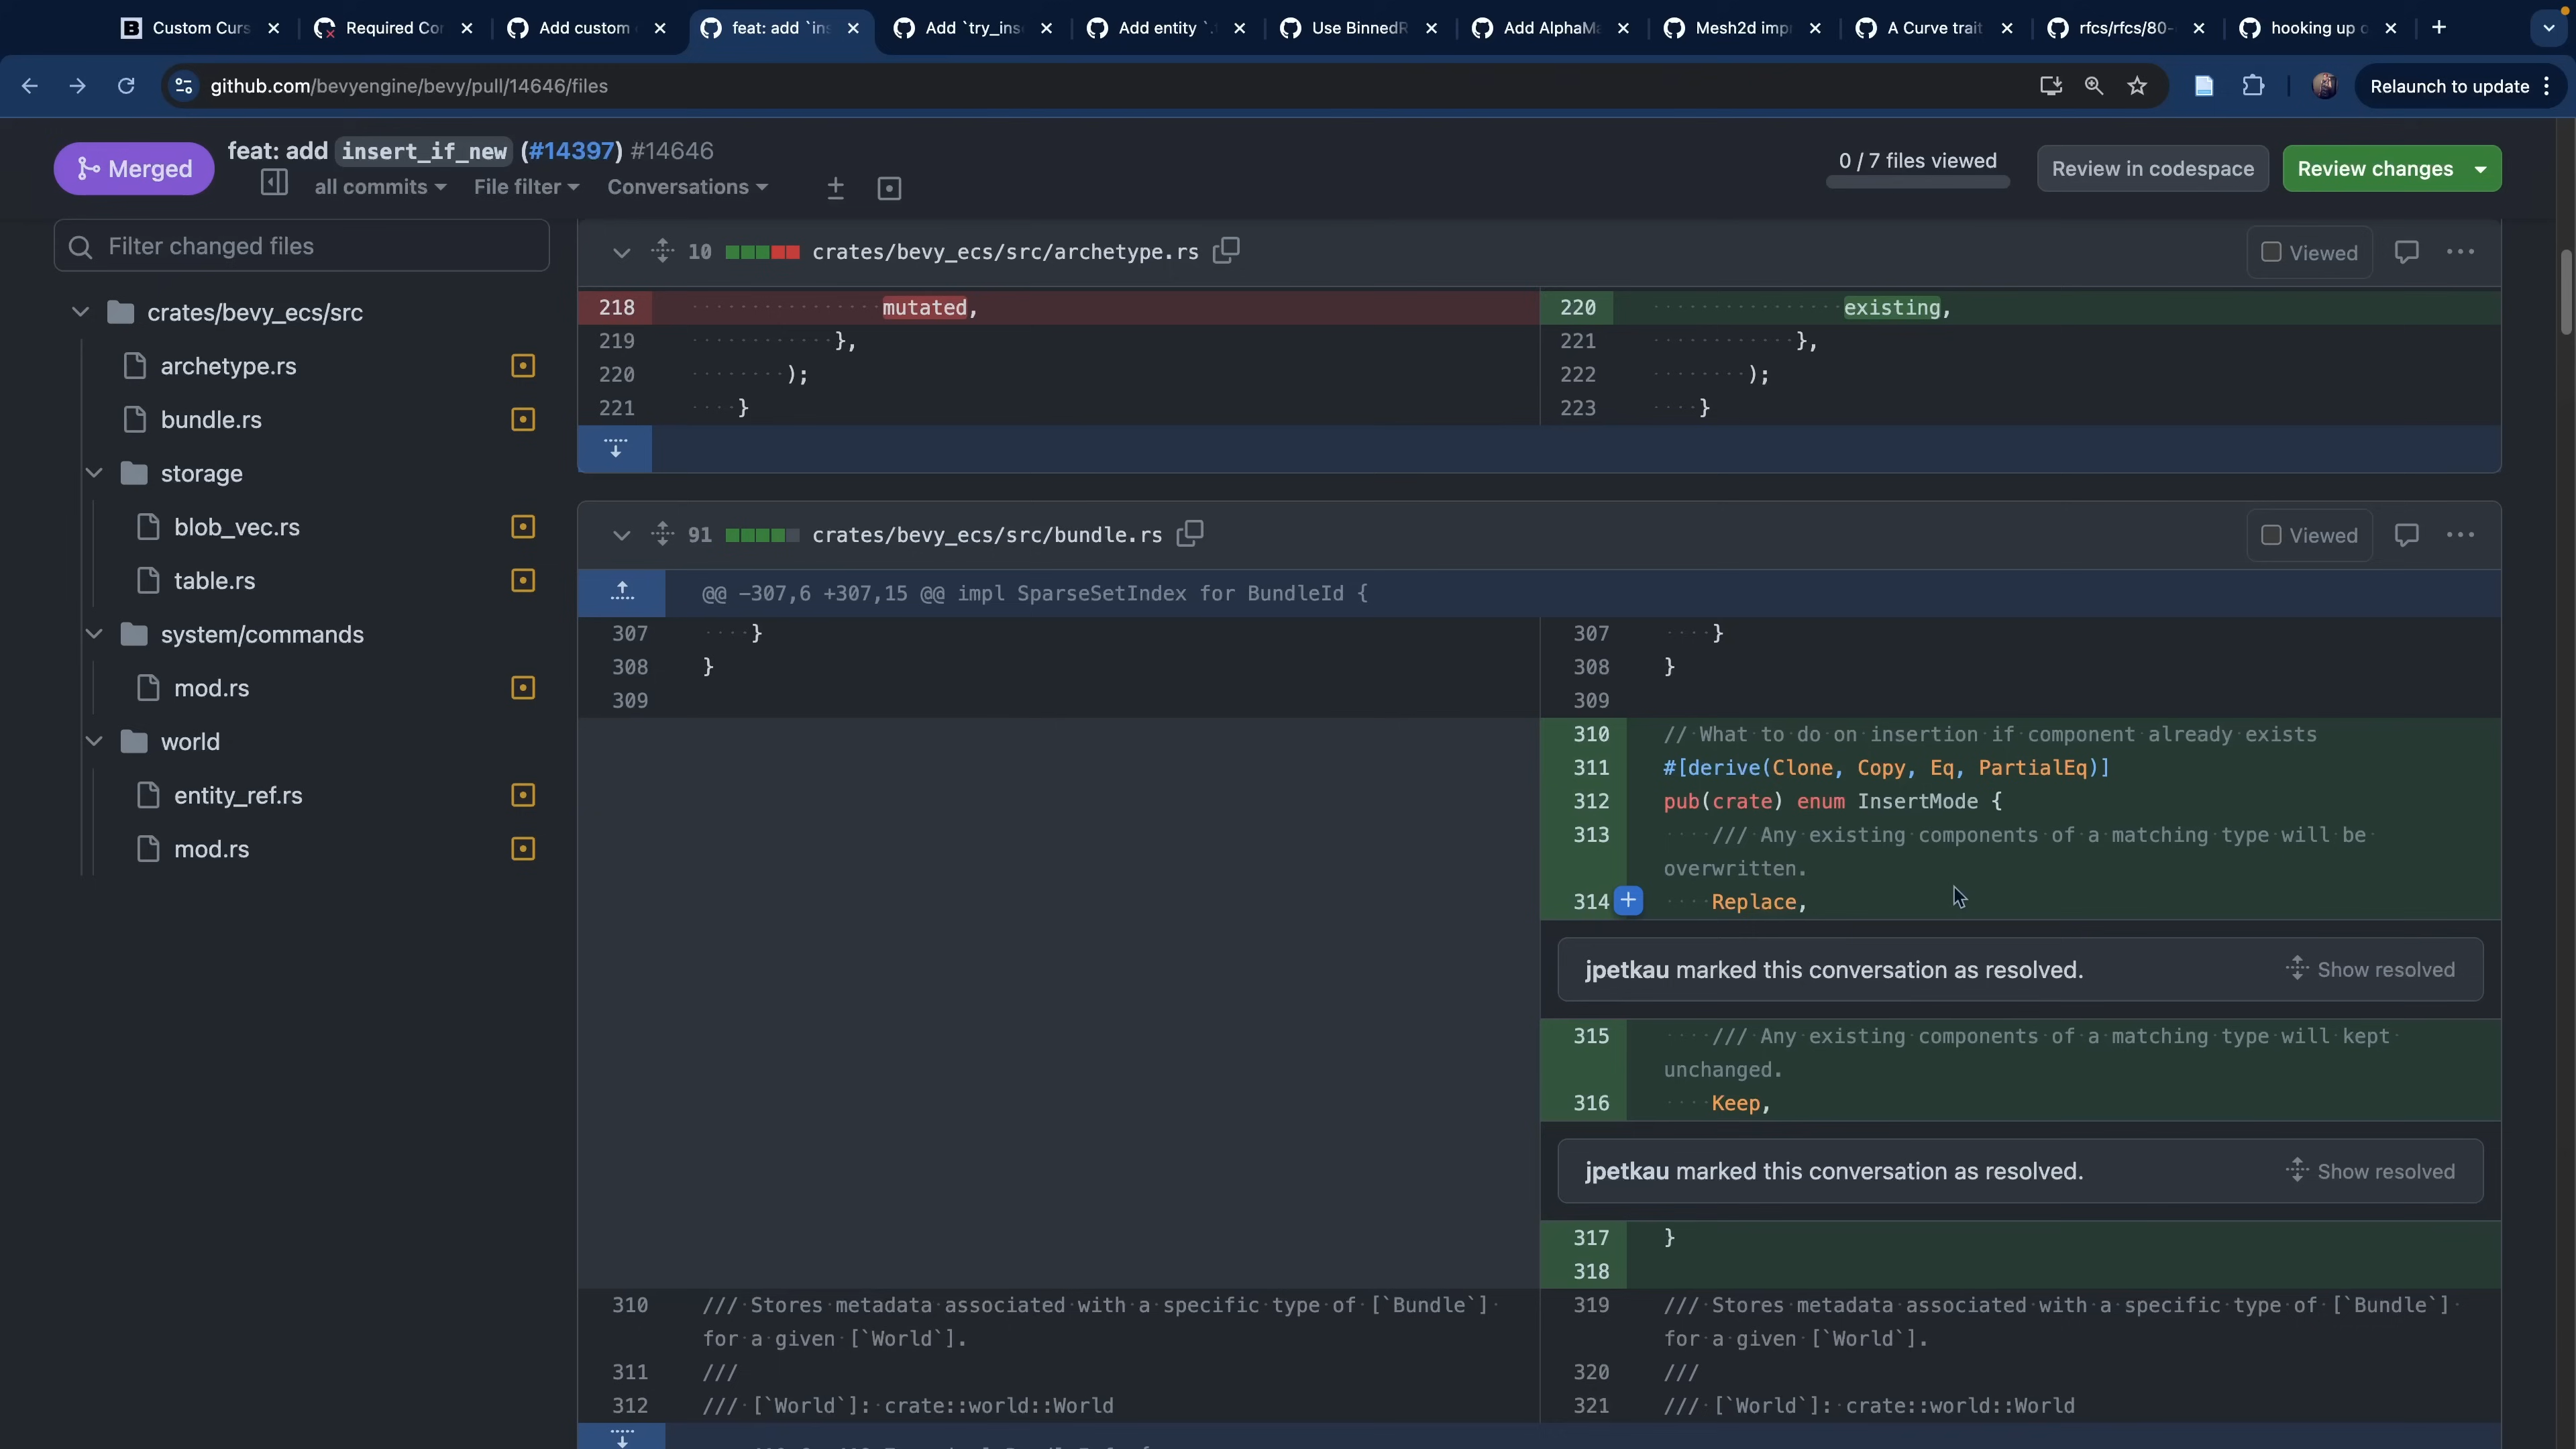 Custom Curs
Required Cor
Add custom
feat: add `ins
Add `try_inse
Add entity `.
Use BinnedR
Add AlphaMa
Mesh2d imp
A Curve trait
rfcs/rfcs/80-
hooking up o
github.com/bevyengine/bevy/pull/14646/files
Relaunch to update
Merged
feat: add insert_if_new (#14397) #14646
all commits
File filter
Conversations
0 / 7 files viewed
Review in codespace
Review changes
Filter changed files
crates/bevy_ecs/src
archetype.rs
bundle.rs
storage
blob_vec.rs
table.rs
system/commands
mod.rs
world
entity_ref.rs
mod.rs
10 crates/bevy_ecs/src/archetype.rs
Viewed
218 mutated,
219 },
220 );
221 }
220 existing,
221 },
222 );
223 }
91 crates/bevy_ecs/src/bundle.rs
Viewed
@@ -307,6 +307,15 @@ impl SparseSetIndex for BundleId {
307 }
308 }
309
307 }
308 }
309
310 // What to do on insertion if component already exists
311 #[derive(Clone, Copy, Eq, PartialEq)]
312 pub(crate) enum InsertMode {
313 /// Any existing components of a matching type will be
overwritten.
314 Replace,
jpetkau marked this conversation as resolved.
Show resolved
315 /// Any existing components of a matching type will kept
unchanged.
316 Keep,
jpetkau marked this conversation as resolved.
Show resolved
317 }
318
310 /// Stores metadata associated with a specific type of [`Bundle`]
for a given [`World`].
311 ///
312 /// [`World`]: crate::world::World
319 /// Stores metadata associated with a specific type of [`Bundle`]
for a given [`World`].
320 ///
321 /// [`World`]: crate::world::World